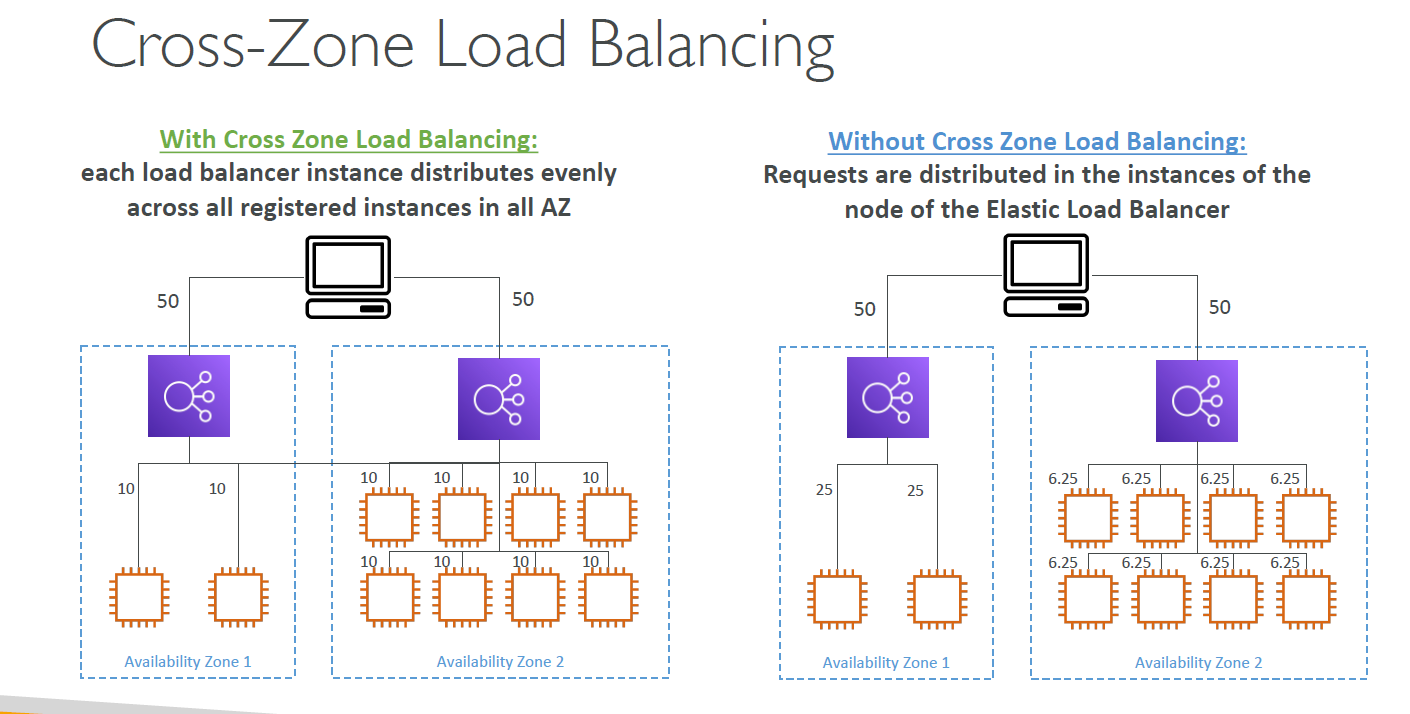 Cross-Zone Load Balancing
With Cross Zone Load Balancing:
each load balancer instance distributes evenly
across all registered instances in all AZ
50
50
10
10
10
10
10
10
10
10
10
10
Availability Zone 1
Availability Zone 2
Without Cross Zone Load Balancing:
Requests are distributed in the instances of the
node of the Elastic Load Balancer
50
50
25
25
6.25
6.25
6.25
6.25
6.25
6.25
6.25
6.25
Availability Zone 1
Availability Zone 2